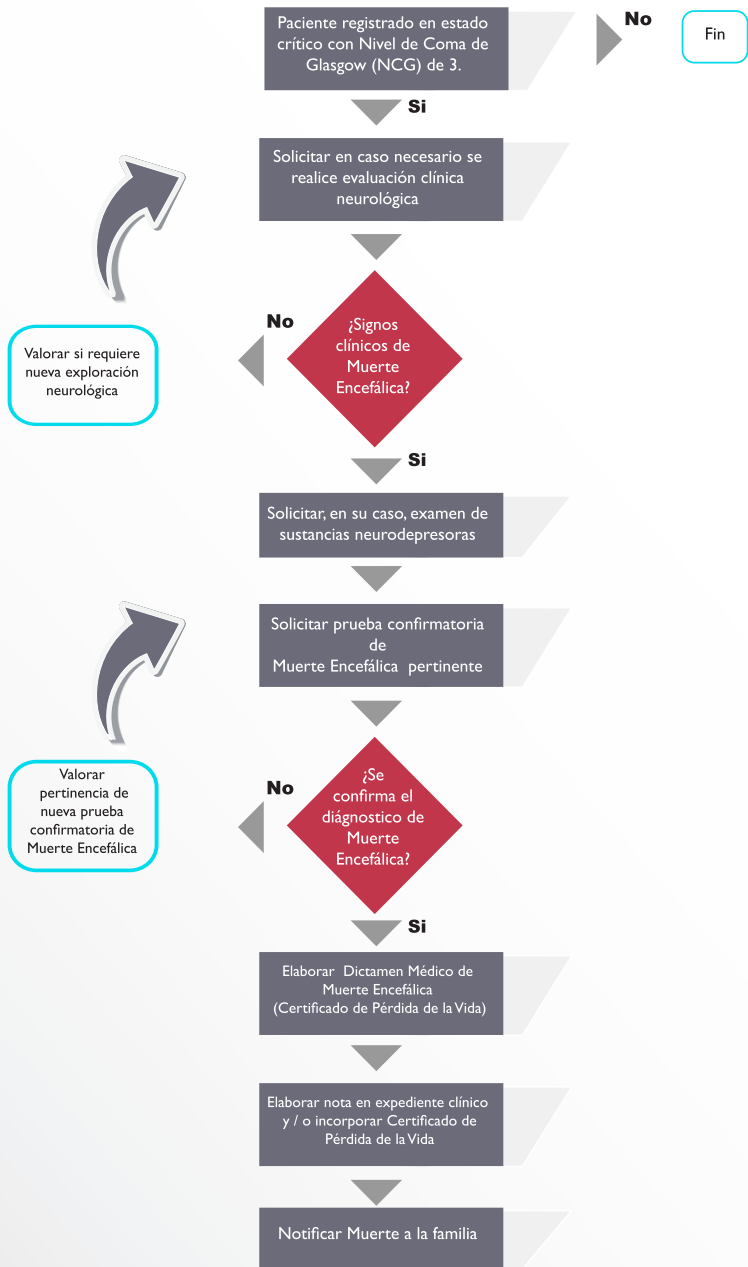 Paciente registrado en estado
crítico con Nivel de Coma de
Glasgow (NCG) de 3.
No
Fin
Si
Solicitar en caso necesario se
realice evaluación clínica
neurológica
¿Signos
clínicos de
Muerte
Encefálica?
No
Valorar si requiere
nueva exploración
neurológica
Si
Solicitar, en su caso, examen de
sustancias neurodepresoras
Solicitar prueba confirmatoria
de
Muerte Encefálica pertinente
¿Se
confirma el
diágnostico de
Muerte
Encefálica?
No
Valorar
pertinencia de
nueva prueba
confirmatoria de
Muerte Encefálica
Si
Elaborar Dictamen Médico de
Muerte Encefálica
(Certificado de Pérdida de la Vida)
Elaborar nota en expediente clínico
y / o incorporar Certificado de
Pérdida de la Vida
Notificar Muerte a la familia